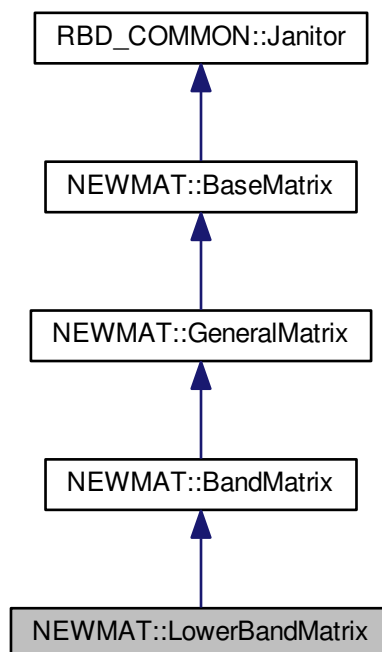 RBD_COMMON::Janitor
NEWMAT::BaseMatrix
NEWMAT::GeneralMatrix
NEWMAT::BandMatrix
NEWMAT::LowerBandMatrix